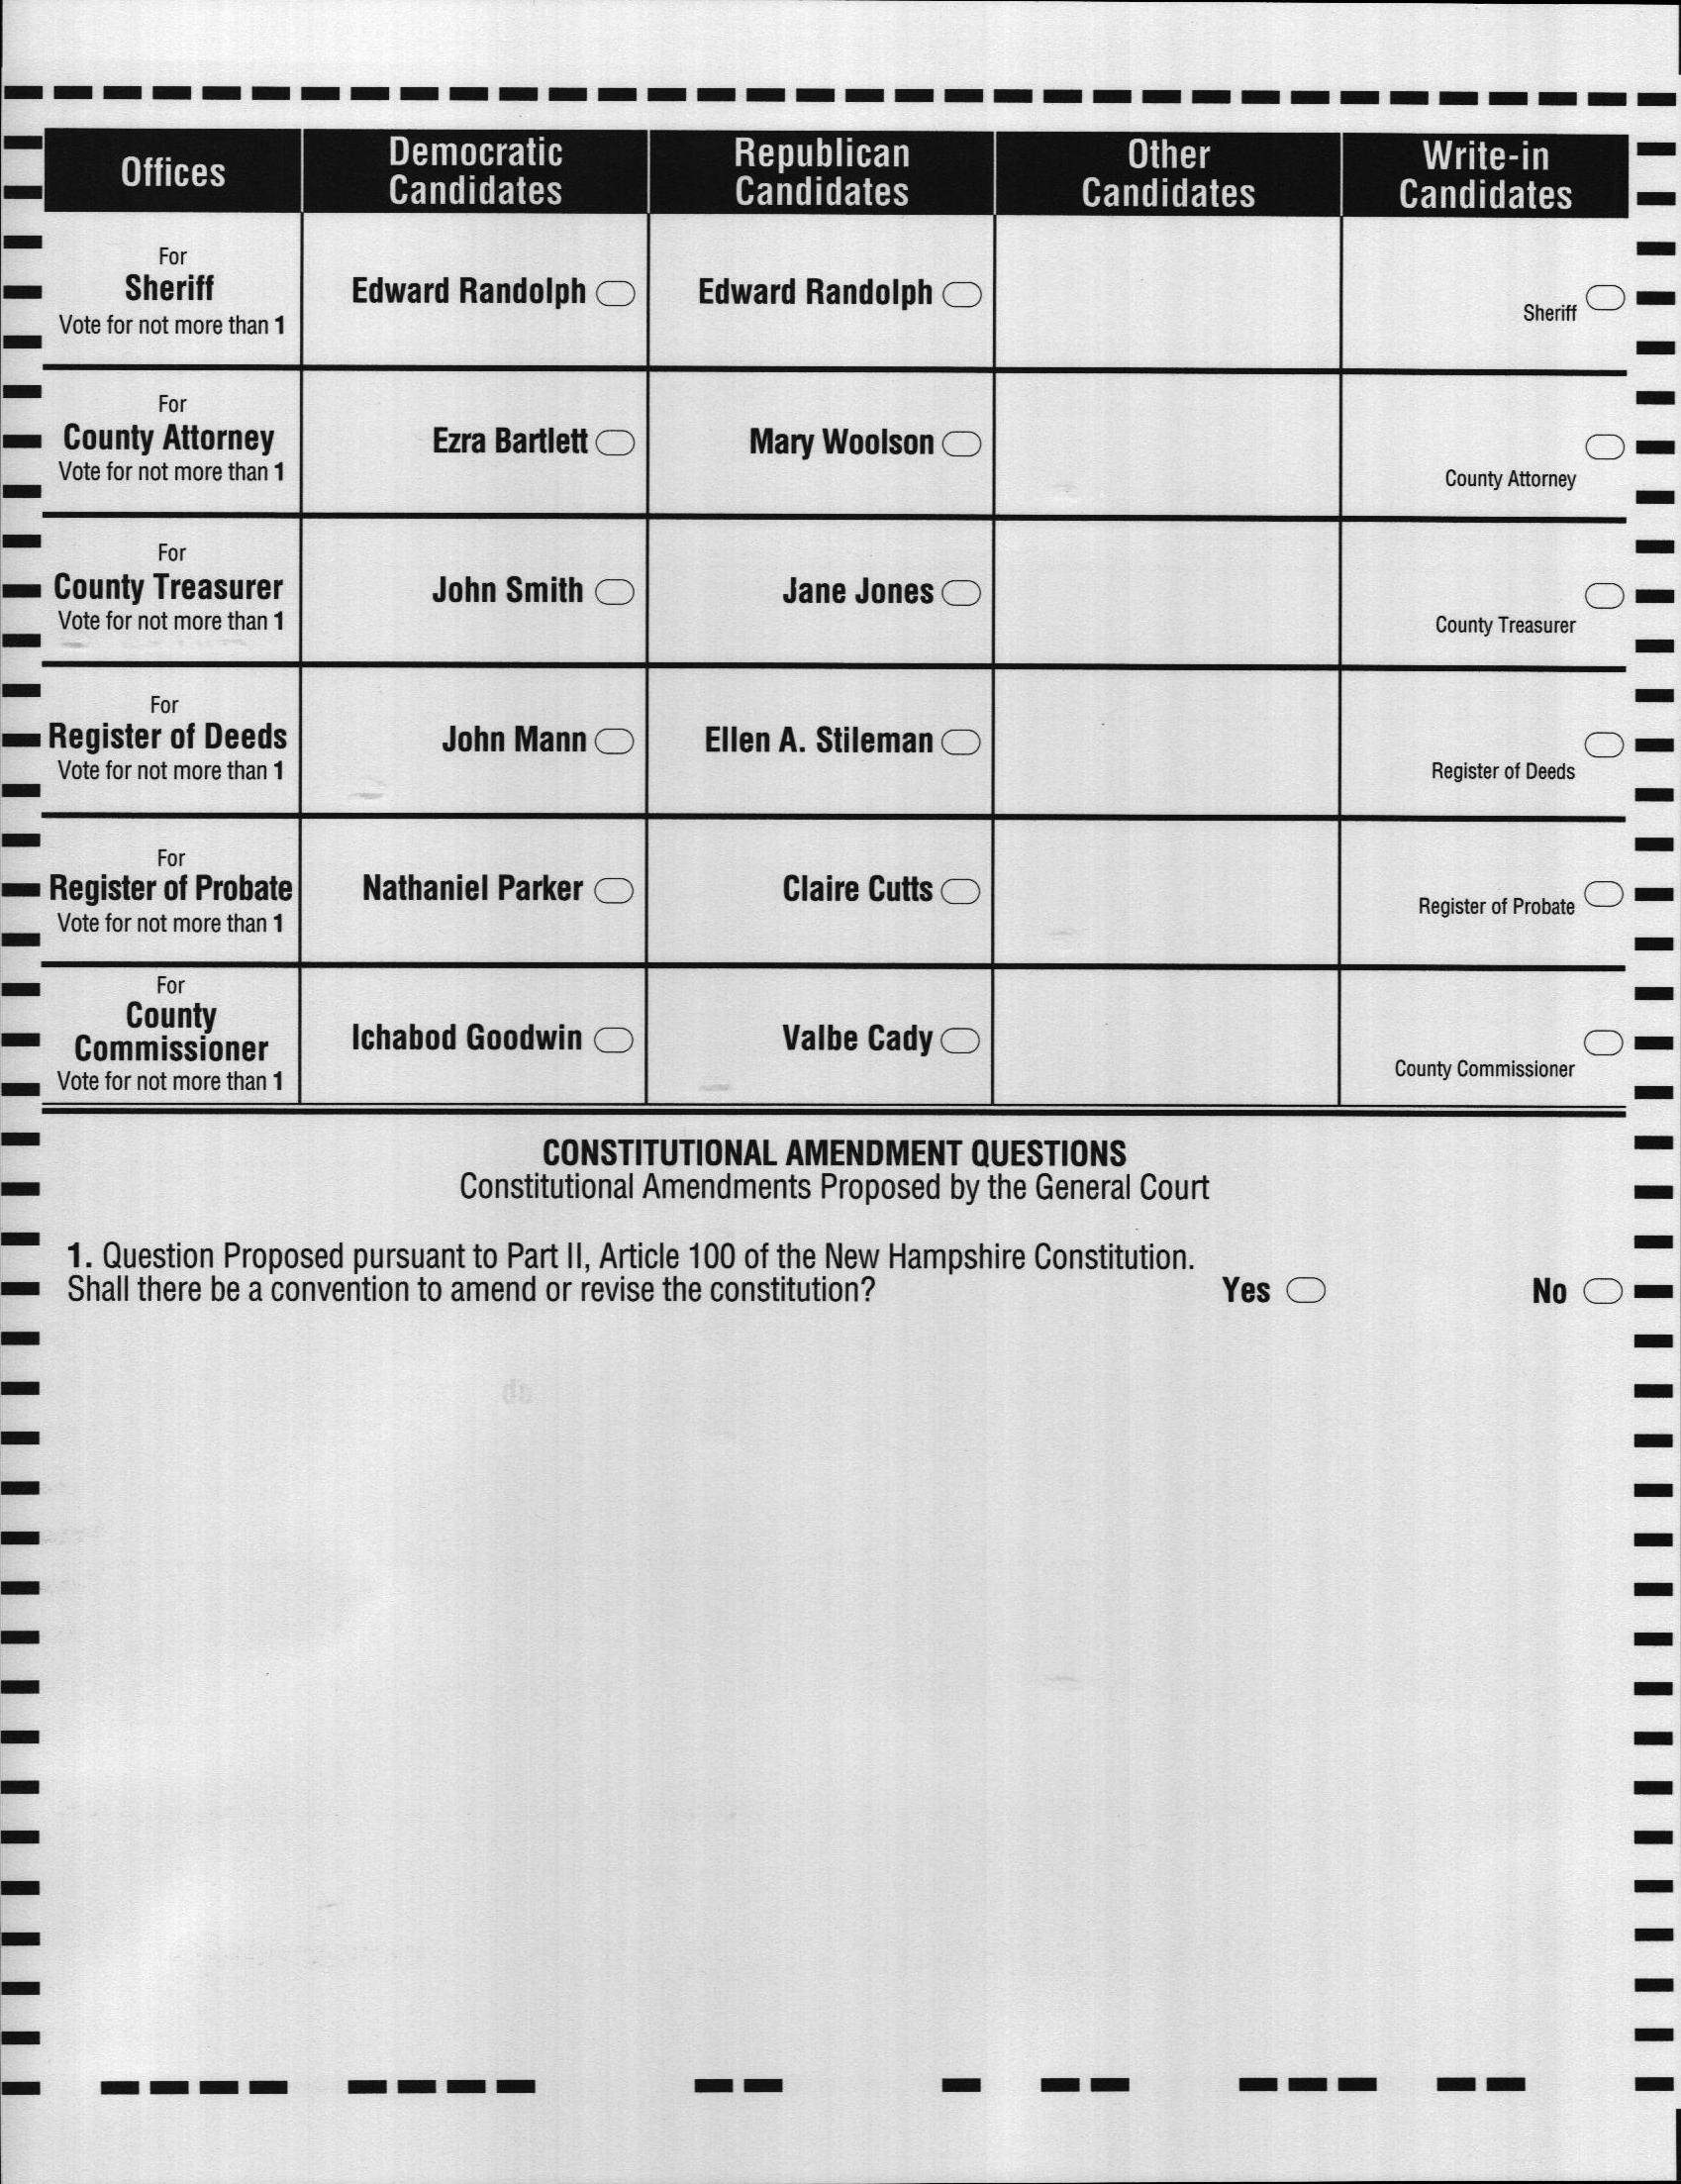 Offices
Democratic
Candidates
Republican
Candidates
Other
Candidates
Write-in
Candidates
For
Sheriff
Vote for not more than 1
Edward Randolph
Edward Randolph
Sheriff
For
County Attorney
Vote for not more than 1
Ezra Bartlett
Mary Woolson
County Attorney
For
County Treasurer
Vote for not more than 1
John Smith
Jane Jones
County Treasurer
For
Register of Deeds
Vote for not more than 1
John Mann
Ellen A. Stileman
Register of Deeds
For
Register of Probate
Vote for not more than 1
Nathaniel Parker
Claire Cutts
Register of Probate
For
County
Commissioner
Vote for not more than 1
Ichabod Goodwin
Valbe Cady
County Commissioner
CONSTITUTIONAL AMENDMENT QUESTIONS
Constitutional Amendments Proposed by the General Court
1. Question Proposed pursuant to Part II, Article 100 of the New Hampshire Constitution.
Shall there be a convention to amend or revise the constitution? Yes No